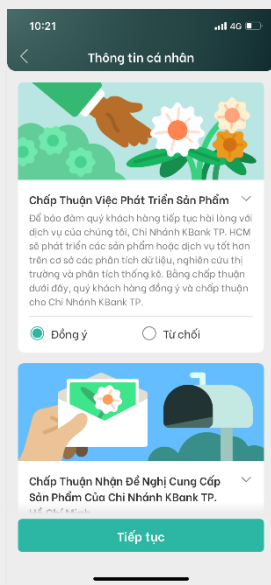 10:21
4G
Thông tin cá nhân
Chấp Thuận Việc Phát Triển Sản Phẩm
Để bảo đảm quý khách hàng tiếp tục hài lòng với
dịch vụ của chúng tôi, Chi Nhánh KBank TP. HCM
sẽ phát triển các sản phẩm hoặc dịch vụ tốt hơn
trên cơ sở các phân tích dữ liệu, nghiên cứu thị
trường và phân tích thống kê. Bằng chấp thuận
dưới đây, quý khách hàng đồng ý và chấp thuận
cho Chi Nhánh KBank TP.
Đồng ý
Từ chối
Chấp Thuận Nhận Đề Nghị Cung Cấp
Sản Phẩm Của Chi Nhánh KBank TP.
Hồ Chí Minh
Tiếp tục